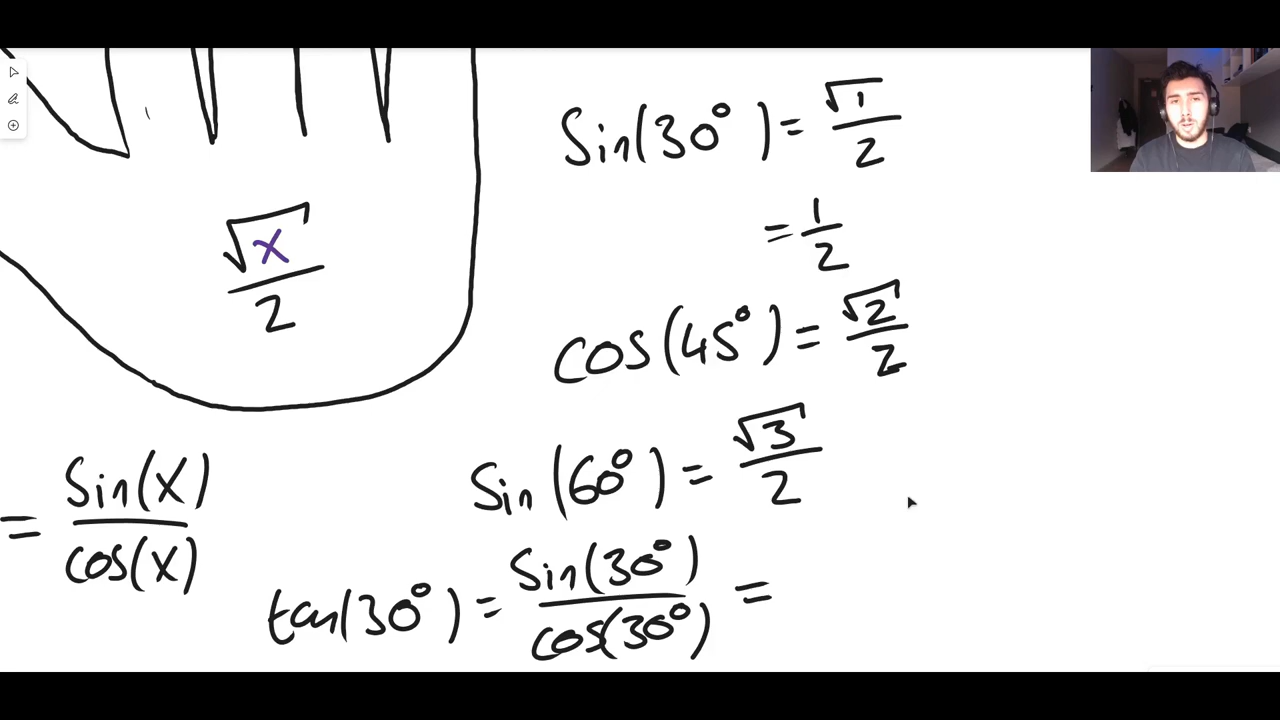 sin(30°) = √1/2
= 1/2
√x/2
cos(45°) = √2/2
sin(60°) = √3/2
= sin(x)/cos(x)
tan(30°) = sin(30°)/cos(30°) =